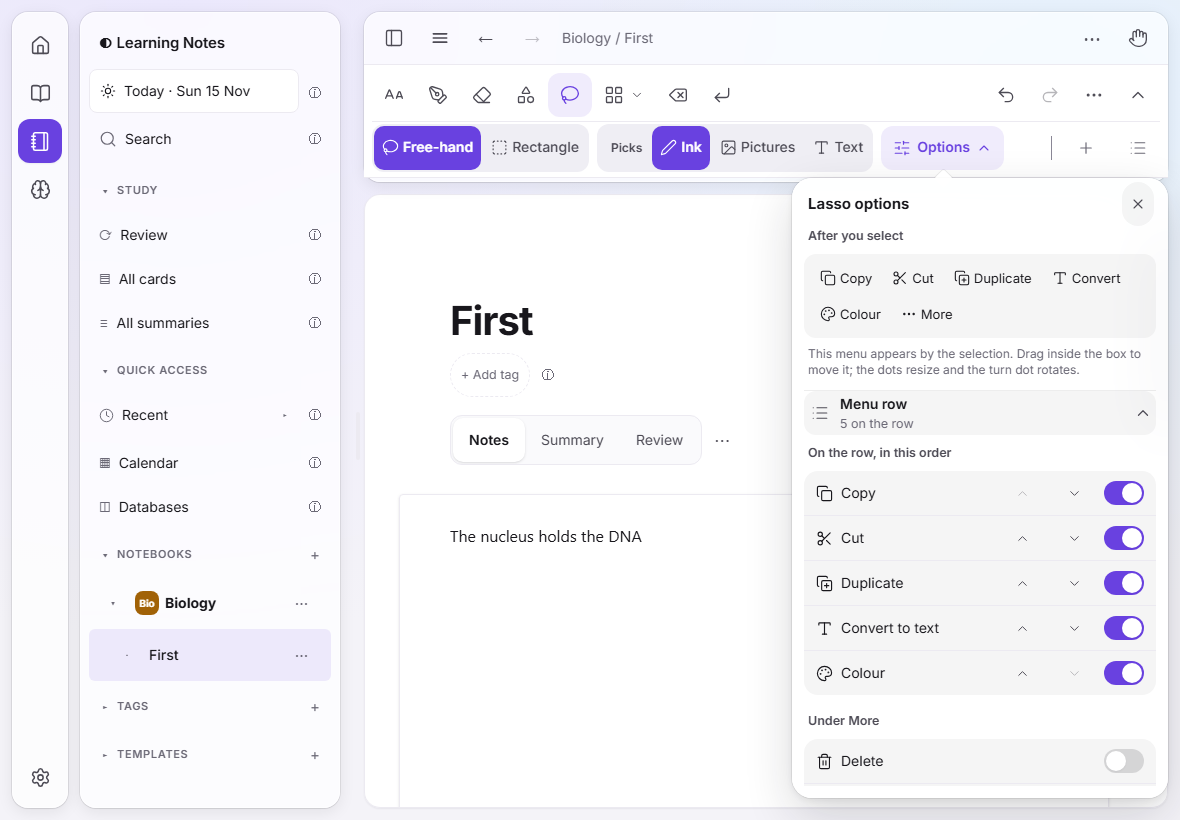 Learning Notes
Today · Sun 15 Nov
Search
STUDY
Review
All cards
All summaries
QUICK ACCESS
Recent
Calendar
Databases
NOTEBOOKS
Bio Biology
First
TAGS
TEMPLATES
Biology / First
AA
Free-hand Rectangle Picks Ink Pictures Text Options
First
+ Add tag
Notes Summary Review
The nucleus holds the DNA
Lasso options
After you select
Copy Cut Duplicate Convert
Colour More
This menu appears by the selection. Drag inside the box to
move it; the dots resize and the turn dot rotates.
Menu row
5 on the row
On the row, in this order
Copy
Cut
Duplicate
Convert to text
Colour
Under More
Delete